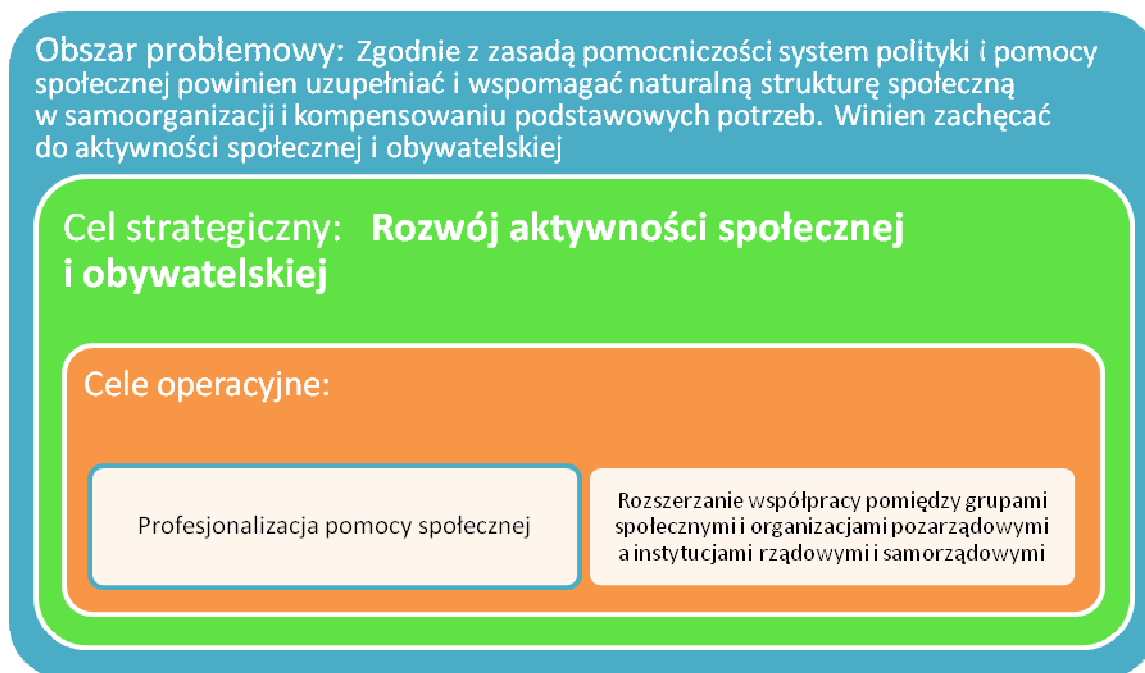 Obszar problemowy: Zgodnie z zasadą pomocniczości system polityki i pomocy
społecznej powinien uzupełniać i wspomagać naturalną strukturę społeczną
w samoorganizacji i kompensowaniu podstawowych potrzeb. Winien zachęcać
do aktywności społecznej i obywatelskiej
Cel strategiczny: Rozwój aktywności społecznej
i obywatelskiej
Cele operacyjne:
Profesjonalizacja pomocy społecznej
Rozszerzanie współpracy pomiędzy grupami
społecznymi i organizacjami pozarządowymi
a instytucjami rządowymi i samorządowymi